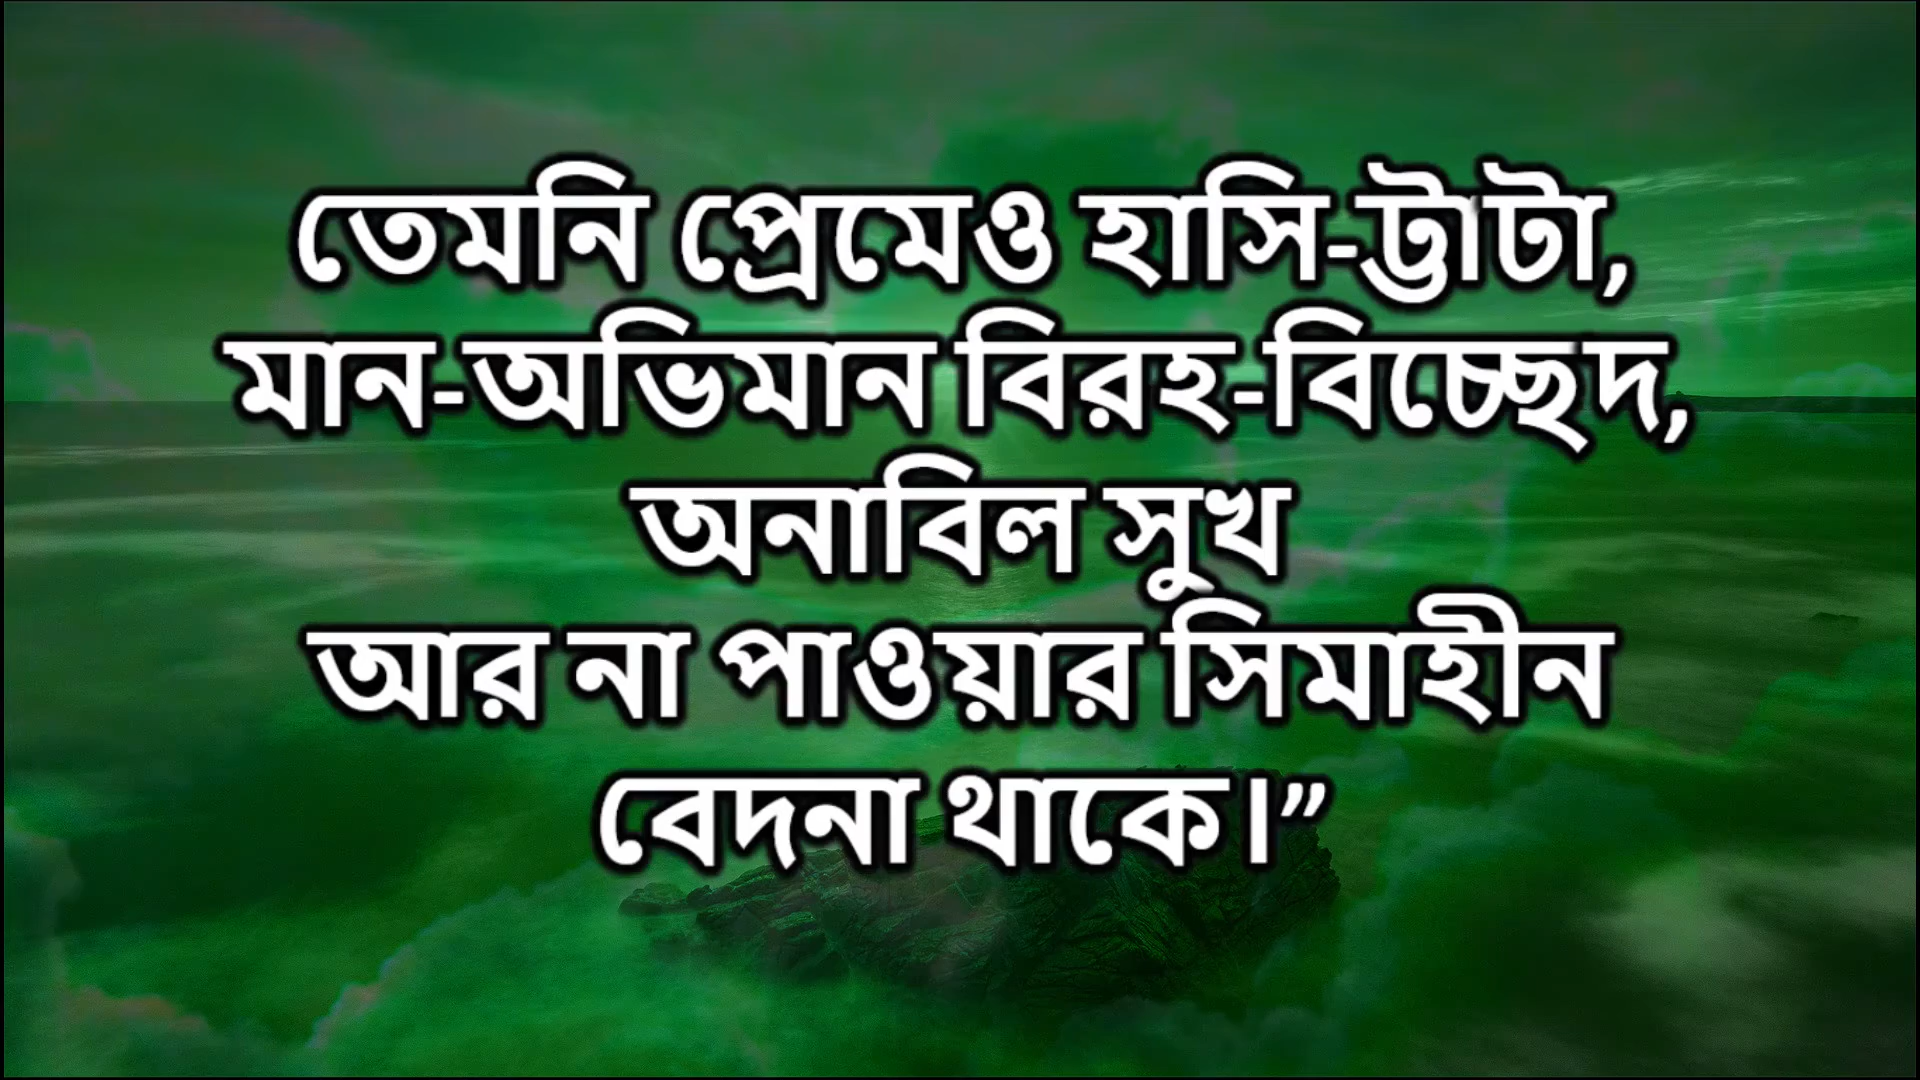 তেমনি প্রেমেও হাসি-ট্টাটা,
মান-অভিমান বিরহ-বিচ্ছেদ,
অনাবিল সুখ
আর না পাওয়ার সিমাহীন
বেদনা থাকে।”